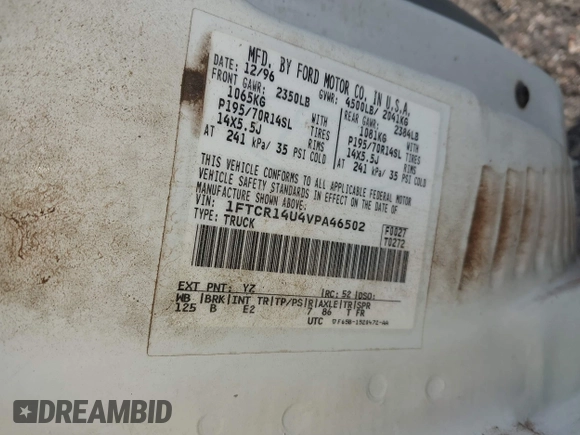 MFD. BY FORD MOTOR CO. IN U.S.A.
DATE: 12/96 GVWR: 4500LB/ 2041KG
FRONT GAWR: 2350LB REAR GAWR: 2384LB
1065KG WITH 1081KG WITH
P195/70R14SL TIRES P195/70R14SL TIRES
14X5.5J RIMS 14X5.5J RIMS
AT 241 kPa/ 35 PSI COLD AT 241 kPa/ 35 PSI COLD
THIS VEHICLE CONFORMS TO ALL APPLICABLE FEDERAL MOTOR
VEHICLE SAFETY STANDARDS IN EFFECT ON THE DATE OF MANUFACTURE SHOWN ABOVE.
VIN: 1FTCR14U4VPA46502
TYPE: TRUCK
F0027
T0272
EXT PNT: YZ RC: 52 DSO:
WB BRK INT TR TP/PS R AXLE TR SPR
125 B E2 7 86 T FR
UTC
DREAMBID